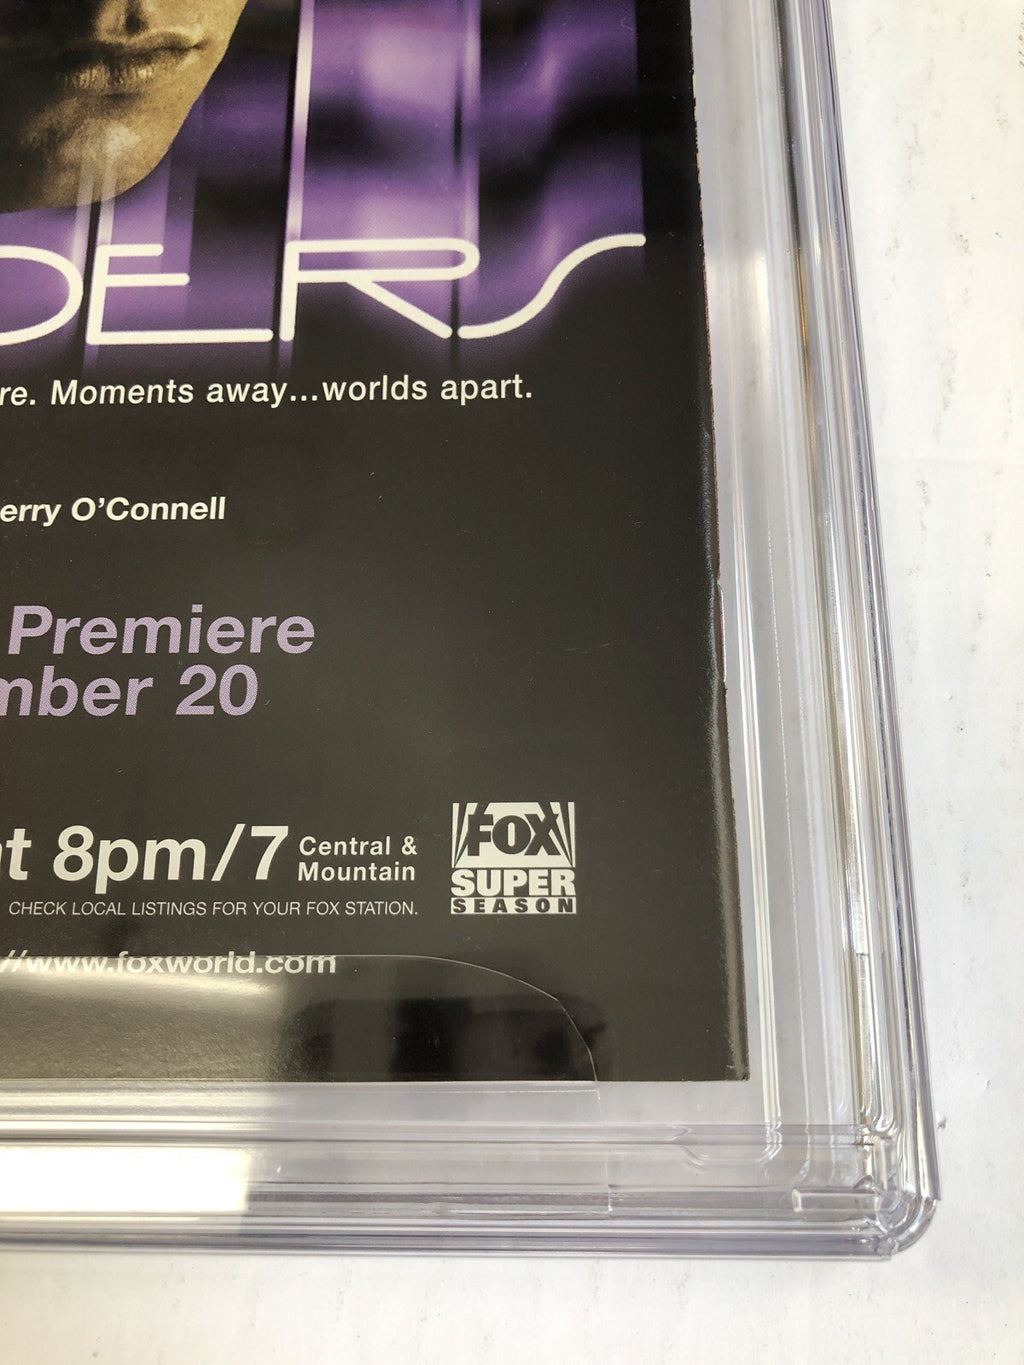 DERS
re. Moments away...worlds apart.
erry O'Connell
Premiere
mber 20
at 8pm/7 Central & Mountain
CHECK LOCAL LISTINGS FOR YOUR FOX STATION.
//www.foxworld.com
FOX
SUPER
SEASON